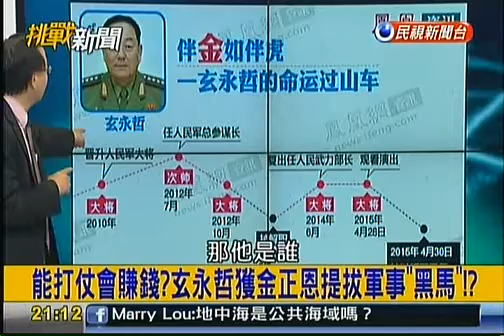 挑戰新聞
民視新聞台
伴金如伴虎
—玄永哲的命运过山车
玄永哲
任人民军总参谋长
晋升人民军大将
复出任人民武力部长
观看演出
次帅
2012年
7月
大将
2010年
大将
2012年
10月
大将
2014年
6月
大将
2015年
4月28日
2015年4月30日
那他是誰
能打仗會賺錢?玄永哲獲金正恩提拔軍事"黑馬"!?
21:12
Marry Lou:地中海是公共海域嗎?